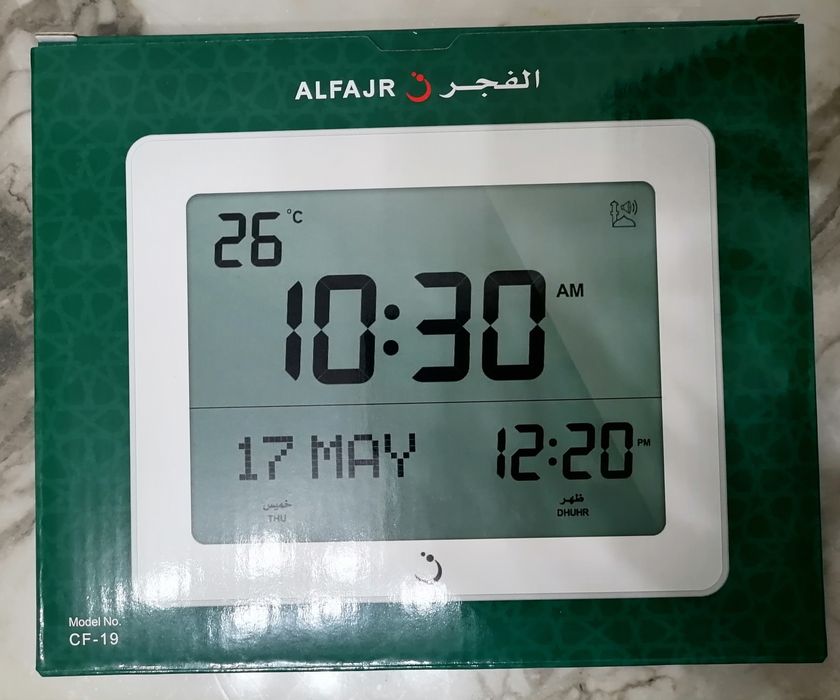 ALFAJR الفجر
26 °C
10:30 AM
17 MAY 12:20 PM
خميس ظهر
THU DHUHR
Model No.
CF-19